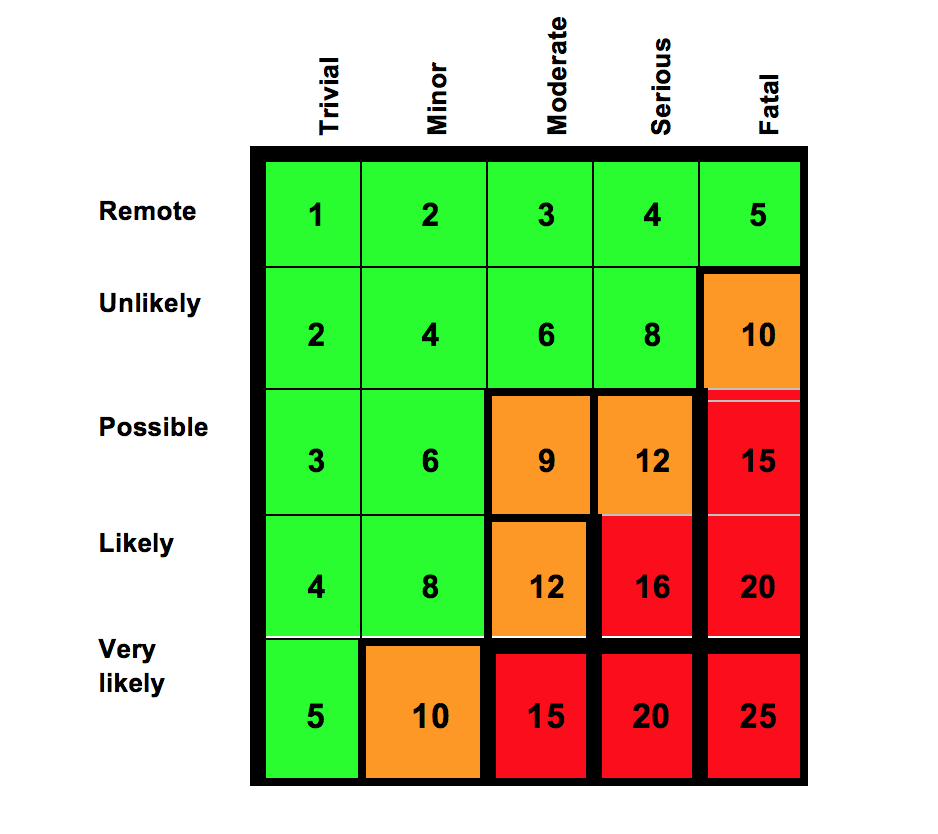 Trivial Minor Moderate Serious Fatal
Remote 1 2 3 4 5
Unlikely 2 4 6 8 10
Possible 3 6 9 12 15
Likely 4 8 12 16 20
Very
likely 5 10 15 20 25